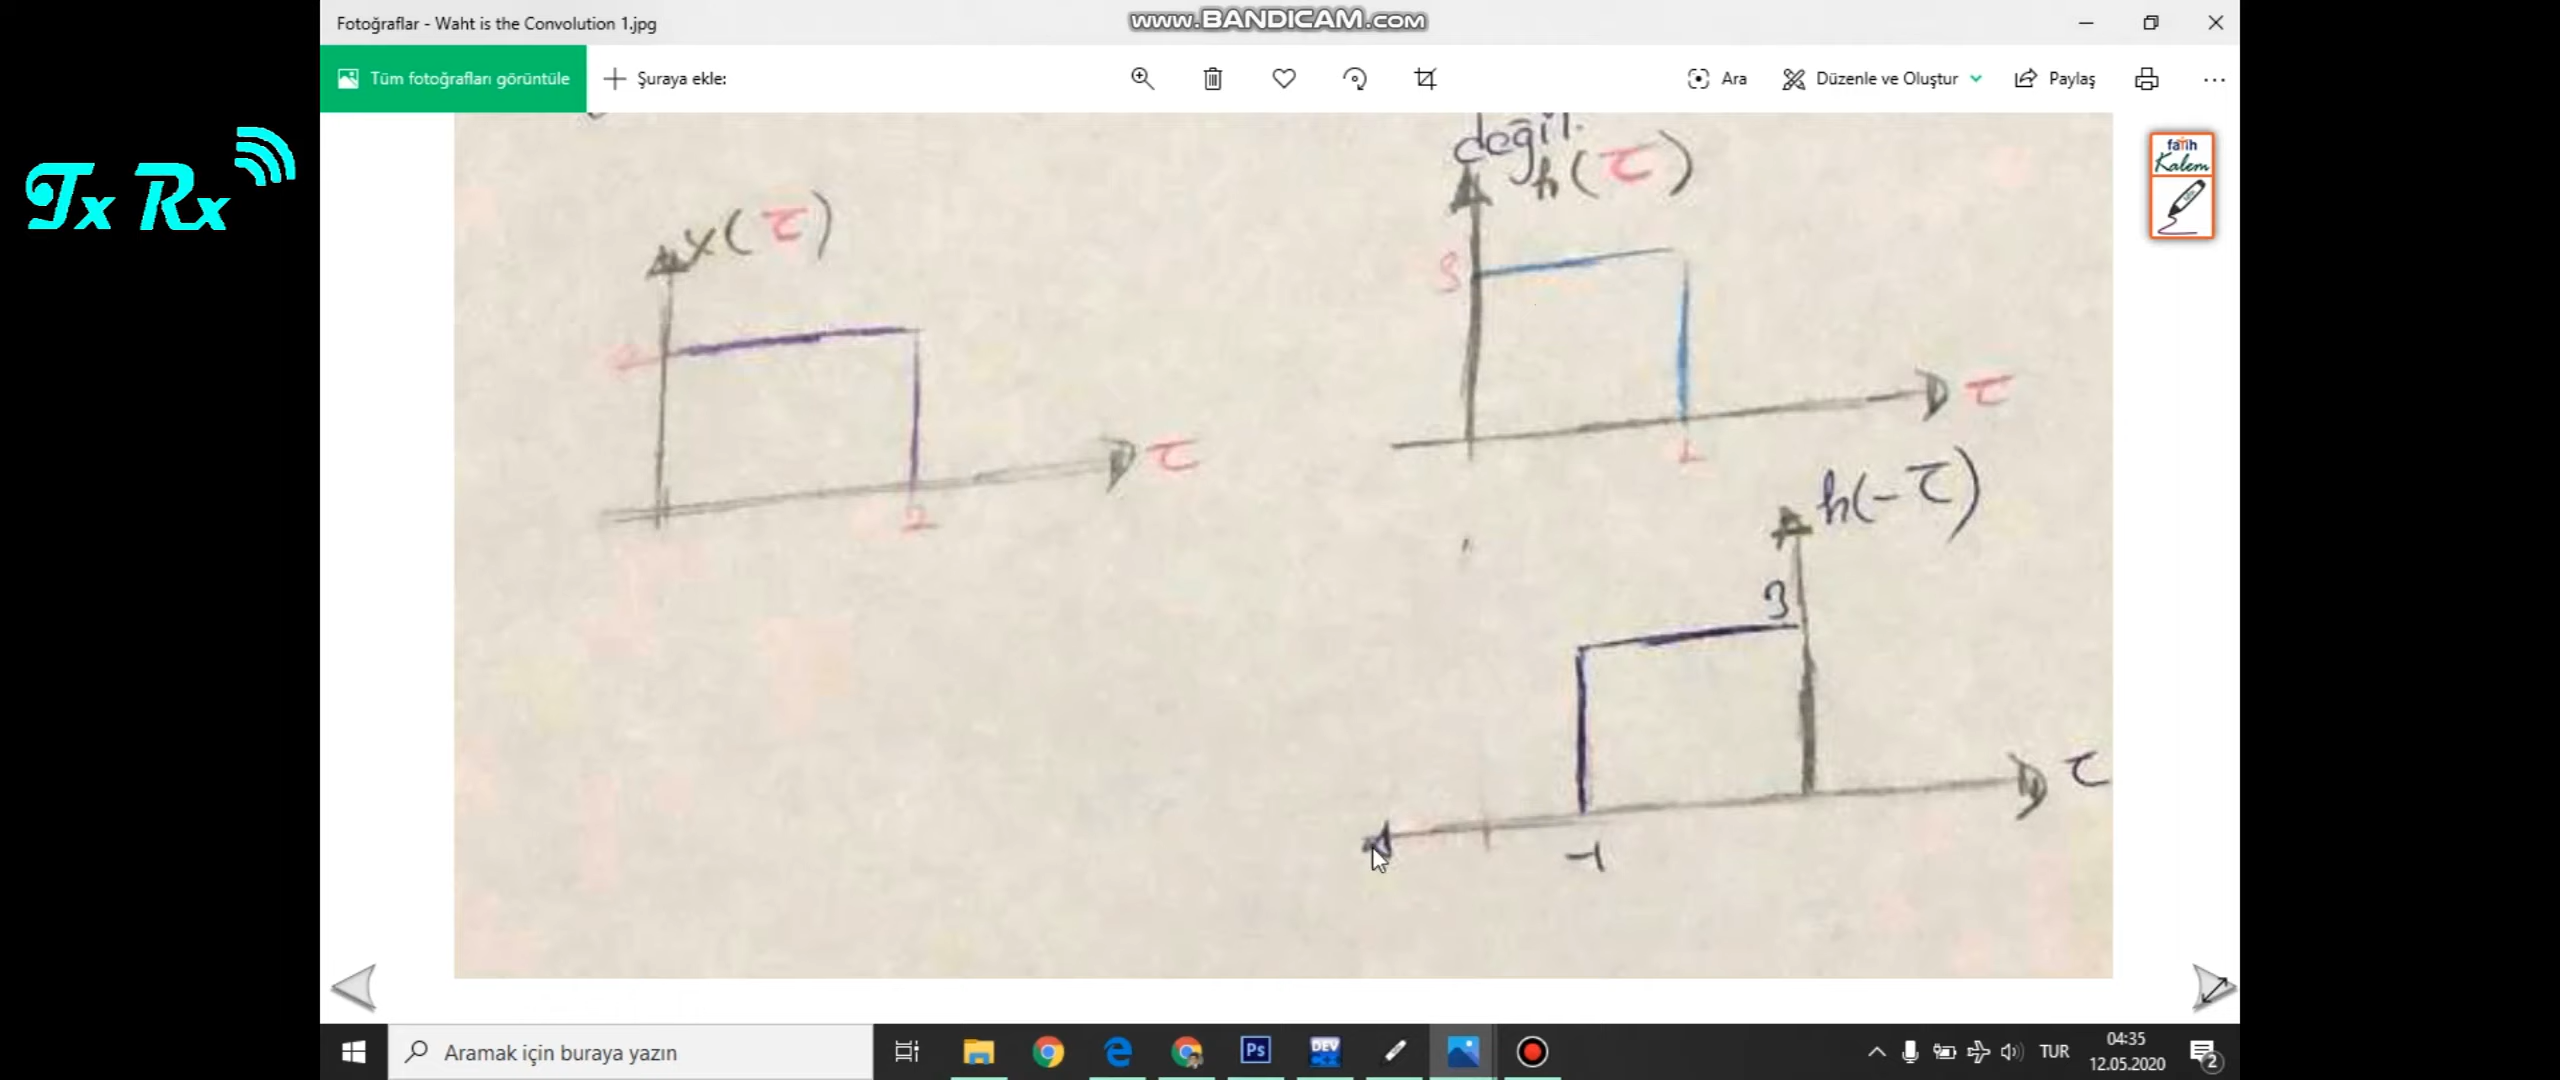 Fotoğraflar - Waht is the Convolution 1.jpg
www.BANDICAM.com
Tüm fotoğrafları görüntüle
Şuraya ekle:
Ara
Düzenle ve Oluştur
Paylaş
Tx Rx
fatih
Kalem
değil.
x(τ)
h(τ)
3
τ
1
τ
h(-τ)
3
τ
-1
Aramak için buraya yazın
Ps
DEV
C++
TUR
04:35
12.05.2020
2